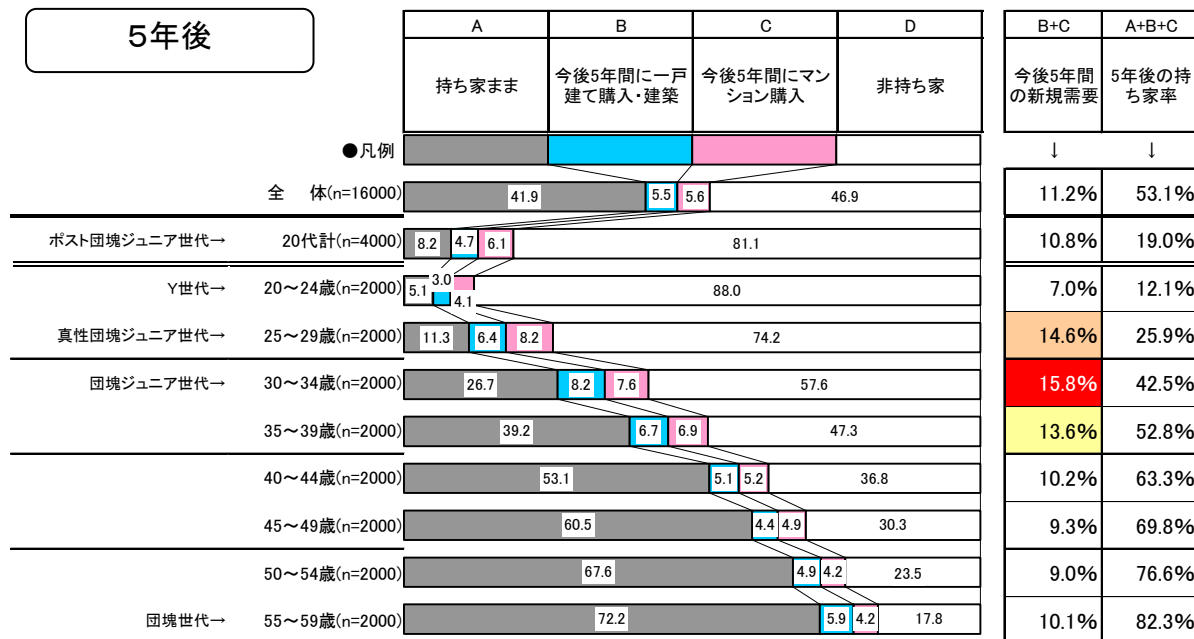 5年後
A B C D B+C A+B+C
持ち家まま 今後5年間に一戸建て購入・建築 今後5年間にマンション購入 非持ち家 今後5年間の新規需要 5年後の持ち家率
●凡例 ↓ ↓
全 体(n=16000) 41.9 5.5 5.6 46.9 11.2% 53.1%
ポスト団塊ジュニア世代→ 20代計(n=4000) 8.2 4.7 6.1 81.1 10.8% 19.0%
Y世代→ 20～24歳(n=2000) 5.1 3.0 4.1 88.0 7.0% 12.1%
真性団塊ジュニア世代→ 25～29歳(n=2000) 11.3 6.4 8.2 74.2 14.6% 25.9%
団塊ジュニア世代→ 30～34歳(n=2000) 26.7 8.2 7.6 57.6 15.8% 42.5%
35～39歳(n=2000) 39.2 6.7 6.9 47.3 13.6% 52.8%
40～44歳(n=2000) 53.1 5.1 5.2 36.8 10.2% 63.3%
45～49歳(n=2000) 60.5 4.4 4.9 30.3 9.3% 69.8%
50～54歳(n=2000) 67.6 4.9 4.2 23.5 9.0% 76.6%
団塊世代→ 55～59歳(n=2000) 72.2 5.9 4.2 17.8 10.1% 82.3%